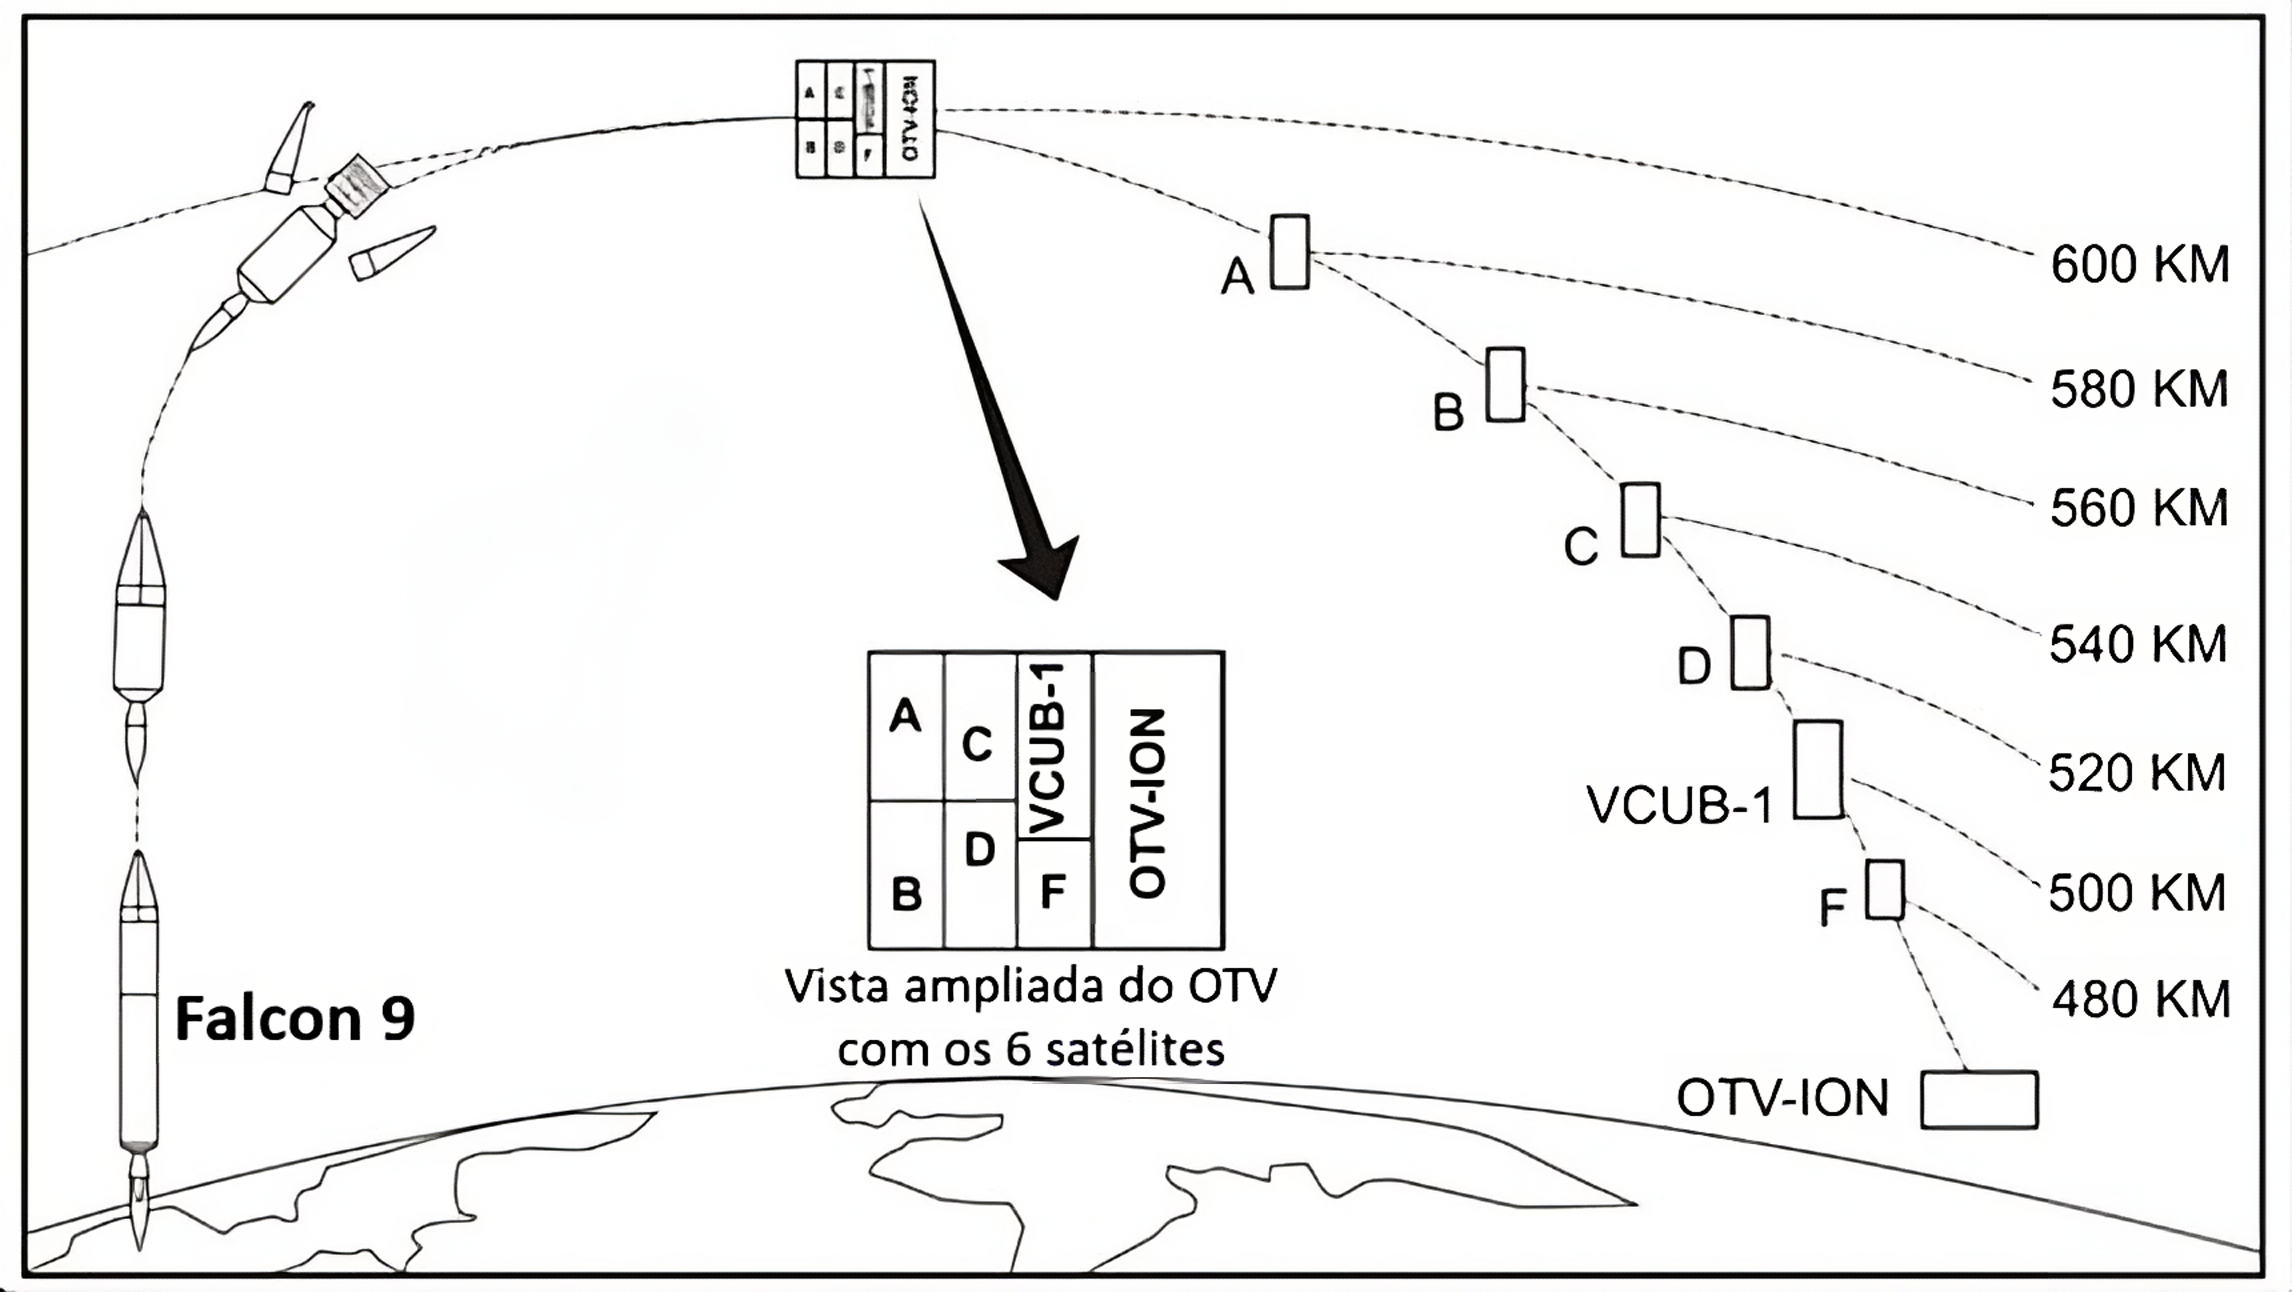 A
C
OTV-ION
B
D
F
600 KM
A
580 KM
B
560 KM
C
540 KM
D
520 KM
VCUB-1
500 KM
F
480 KM
OTV-ION
A
C
VCUB-1
OTV-ION
B
D
F
Vista ampliada do OTV
com os 6 satélites
Falcon 9